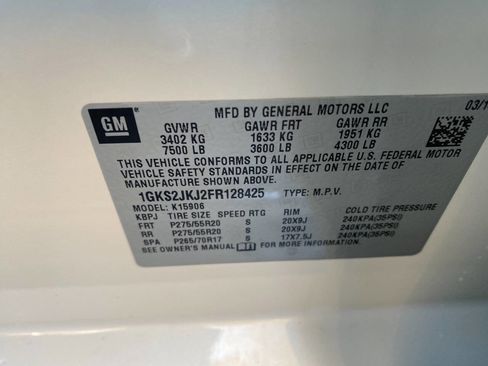 GM
MFD BY GENERAL MOTORS LLC
03/1
GVWR GAWR FRT GAWR RR
3402 KG 1633 KG 1951 KG
7500 LB 3600 LB 4300 LB
THIS VEHICLE CONFORMS TO ALL APPLICABLE U.S. FEDERAL MOTOR
VEHICLE SAFETY STANDARDS IN EFFECT ON THE DATE OF
MANUFACTURE SHOWN ABOVE.
1GKS2JKJ2FR128425 TYPE: M.P.V.
MODEL: K15906
KBPJ TIRE SIZE SPEED RTG RIM COLD TIRE PRESSURE
FRT P275/55R20 S 20X9J 240KPA(35PSI)
RR P275/55R20 S 20X9J 240KPA(35PSI)
SPA P265/70R17 S 17X7.5J 240KPA(35PSI)
SEE OWNER'S MANUAL FOR MORE INFORMATION.